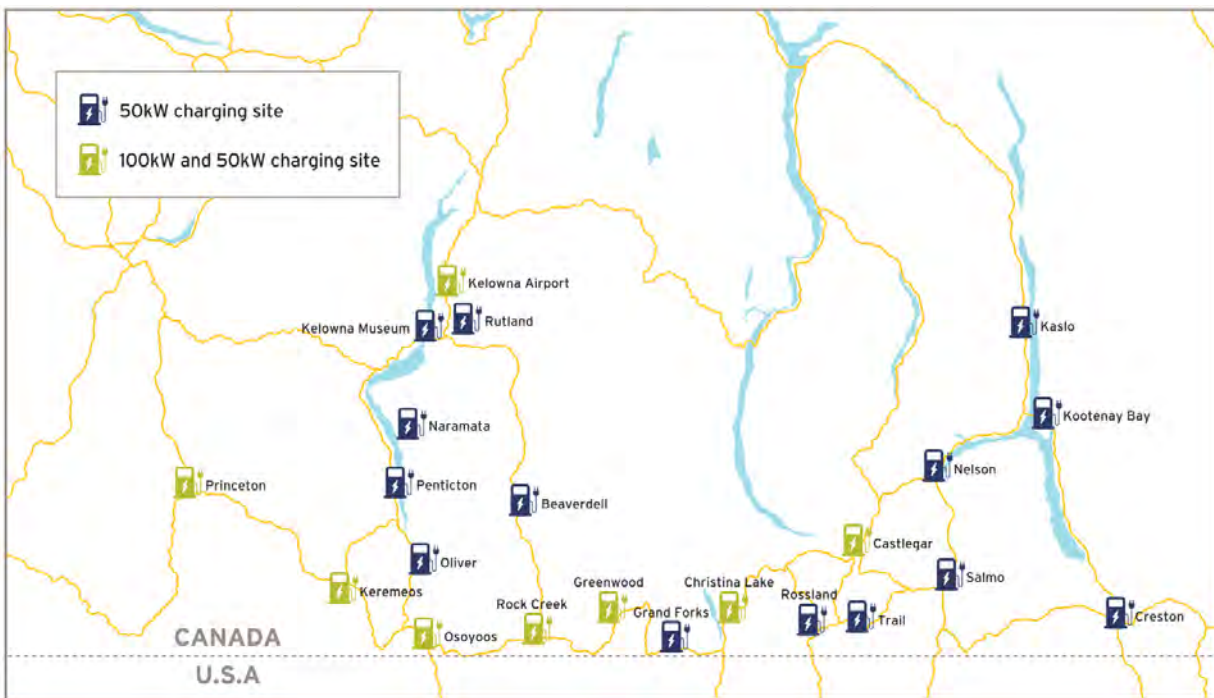 50kW charging site
100kW and 50kW charging site
Kelowna Airport
Kelowna Museum
Rutland
Kaslo
Naramata
Kootenay Bay
Princeton
Penticton
Beaverdell
Nelson
Castlegar
Oliver
Salmo
Keremeos
Greenwood
Christina Lake
Rossland
Rock Creek
Grand Forks
Trail
Creston
Osoyoos
CANADA
U.S.A